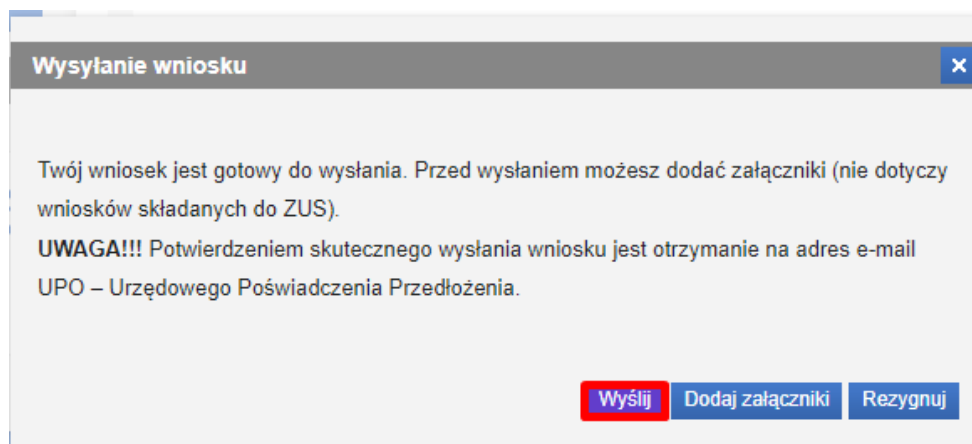 Wysyłanie wniosku
Twój wniosek jest gotowy do wysłania. Przed wysłaniem możesz dodać załączniki (nie dotyczy
wniosków składanych do ZUS).
UWAGA!!! Potwierdzeniem skutecznego wysłania wniosku jest otrzymanie na adres e-mail
UPO – Urzędowego Poświadczenia Przedłożenia.
Wyślij Dodaj załączniki Rezygnuj